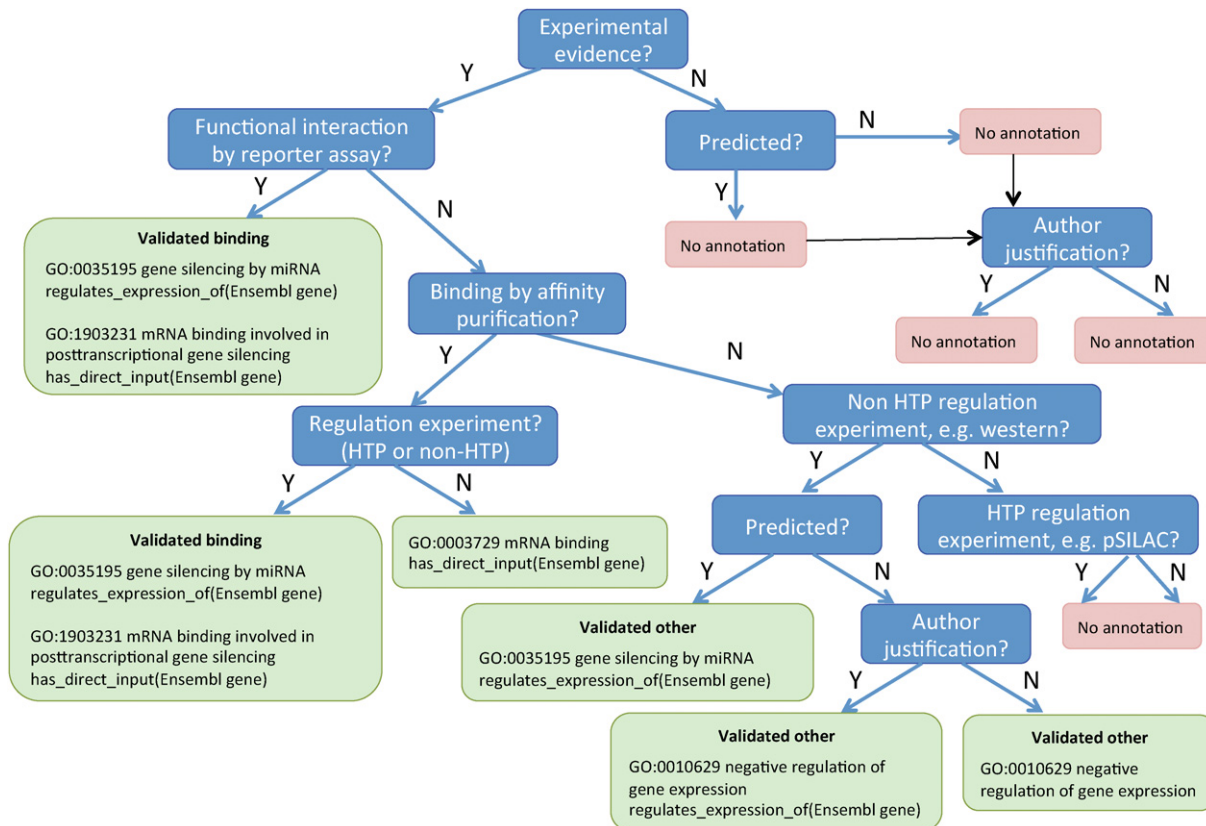 Experimental
evidence?
Y
N
Functional interaction
by reporter assay?
Predicted?
N
No annotation
Y
N
Y
Validated binding
GO:0035195 gene silencing by miRNA
regulates_expression_of(Ensembl gene)
GO:1903231 mRNA binding involved in
posttranscriptional gene silencing
has_direct_input(Ensembl gene)
No annotation
Author
justification?
Y
N
No annotation
No annotation
Binding by affinity
purification?
Y
N
Regulation experiment?
(HTP or non-HTP)
Non HTP regulation
experiment, e.g. western?
Y
N
Y
N
Validated binding
GO:0035195 gene silencing by miRNA
regulates_expression_of(Ensembl gene)
GO:1903231 mRNA binding involved in
posttranscriptional gene silencing
has_direct_input(Ensembl gene)
GO:0003729 mRNA binding
has_direct_input(Ensembl gene)
Predicted?
HTP regulation
experiment, e.g. pSILAC?
Y
N
Y
N
No annotation
Validated other
GO:0035195 gene silencing by miRNA
regulates_expression_of(Ensembl gene)
Author
justification?
Y
N
Validated other
GO:0010629 negative regulation of
gene expression
regulates_expression_of(Ensembl gene)
Validated other
GO:0010629 negative
regulation of gene expression